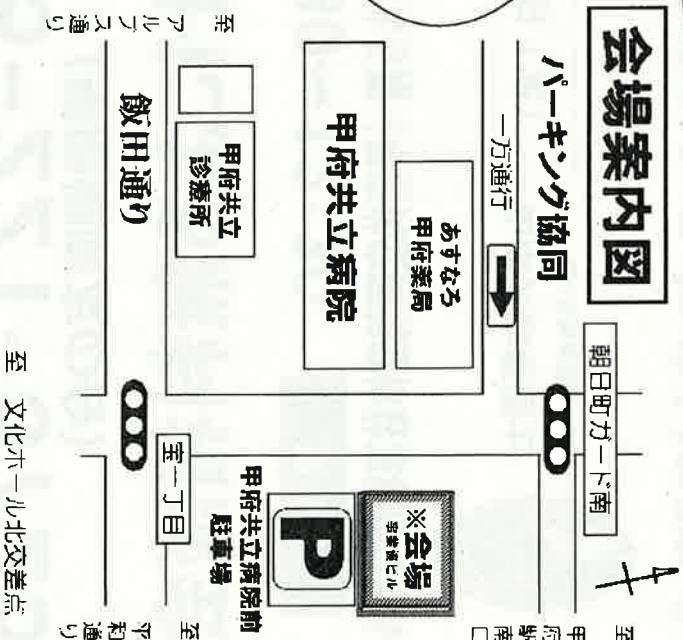 会場案内図
パーキング協同
一方通行
あすなろ
甲府薬局
甲府共立病院
甲府共立
診療所
飯田通り
至 アルプス通り
朝日町ガード南
至 甲府駅南口
※会場
P
甲府共立病院前
駐車場
宝一丁目
至 平和通り
至 文化ホール北交差点